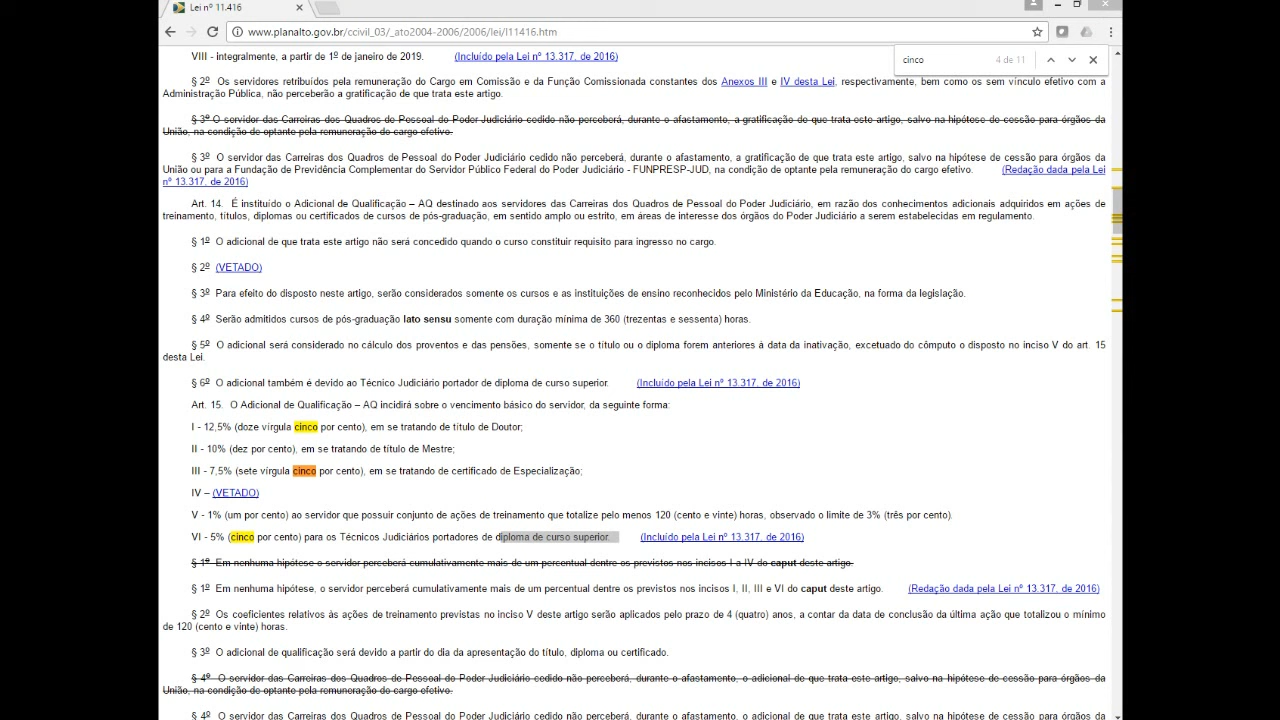 Lei nº 11.416
www.planalto.gov.br/ccivil_03/_ato2004-2006/2006/lei/l11416.htm
cinco 4 de 11
VIII - integralmente, a partir de 1º de janeiro de 2019. (Incluído pela Lei nº 13.317, de 2016)
§ 2º Os servidores retribuídos pela remuneração do Cargo em Comissão e da Função Comissionada constantes dos Anexos III e IV desta Lei, respectivamente, bem como os sem vínculo efetivo com a
Administração Pública, não perceberão a gratificação de que trata este artigo.
§ 3º O servidor das Carreiras dos Quadros de Pessoal do Poder Judiciário cedido não perceberá, durante o afastamento, a gratificação de que trata este artigo, salvo na hipótese de cessão para órgãos da
União, na condição de optante pela remuneração do cargo efetivo.
§ 3º O servidor das Carreiras dos Quadros de Pessoal do Poder Judiciário cedido não perceberá, durante o afastamento, a gratificação de que trata este artigo, salvo na hipótese de cessão para órgãos da
União ou para a Fundação de Previdência Complementar do Servidor Público Federal do Poder Judiciário - FUNPRESP-JUD, na condição de optante pela remuneração do cargo efetivo. (Redação dada pela Lei
nº 13.317, de 2016)
Art. 14. É instituído o Adicional de Qualificação – AQ destinado aos servidores das Carreiras dos Quadros de Pessoal do Poder Judiciário, em razão dos conhecimentos adicionais adquiridos em ações de
treinamento, títulos, diplomas ou certificados de cursos de pós-graduação, em sentido amplo ou estrito, em áreas de interesse dos órgãos do Poder Judiciário a serem estabelecidas em regulamento.
§ 1º O adicional de que trata este artigo não será concedido quando o curso constituir requisito para ingresso no cargo.
§ 2º (VETADO)
§ 3º Para efeito do disposto neste artigo, serão considerados somente os cursos e as instituições de ensino reconhecidos pelo Ministério da Educação, na forma da legislação.
§ 4º Serão admitidos cursos de pós-graduação lato sensu somente com duração mínima de 360 (trezentas e sessenta) horas.
§ 5º O adicional será considerado no cálculo dos proventos e das pensões, somente se o título ou o diploma forem anteriores à data da inativação, excetuado do cômputo o disposto no inciso V do art. 15
desta Lei.
§ 6º O adicional também é devido ao Técnico Judiciário portador de diploma de curso superior. (Incluído pela Lei nº 13.317, de 2016)
Art. 15. O Adicional de Qualificação – AQ incidirá sobre o vencimento básico do servidor, da seguinte forma:
I - 12,5% (doze vírgula cinco por cento), em se tratando de título de Doutor;
II - 10% (dez por cento), em se tratando de título de Mestre;
III - 7,5% (sete vírgula cinco por cento), em se tratando de certificado de Especialização;
IV – (VETADO)
V - 1% (um por cento) ao servidor que possuir conjunto de ações de treinamento que totalize pelo menos 120 (cento e vinte) horas, observado o limite de 3% (três por cento).
VI - 5% (cinco por cento) para os Técnicos Judiciários portadores de diploma de curso superior. (Incluído pela Lei nº 13.317, de 2016)
§ 1º Em nenhuma hipótese o servidor perceberá cumulativamente mais de um percentual dentre os previstos nos incisos I a IV do caput deste artigo.
§ 1º Em nenhuma hipótese, o servidor perceberá cumulativamente mais de um percentual dentre os previstos nos incisos I, II, III e VI do caput deste artigo. (Redação dada pela Lei nº 13.317, de 2016)
§ 2º Os coeficientes relativos às ações de treinamento previstas no inciso V deste artigo serão aplicados pelo prazo de 4 (quatro) anos, a contar da data de conclusão da última ação que totalizou o mínimo
de 120 (cento e vinte) horas.
§ 3º O adicional de qualificação será devido a partir do dia da apresentação do título, diploma ou certificado.
§ 4º O servidor das Carreiras dos Quadros de Pessoal do Poder Judiciário cedido não perceberá, durante o afastamento, o adicional de que trata este artigo, salvo na hipótese de cessão para órgãos da
União, na condição de optante pela remuneração do cargo efetivo.
§ 4º O servidor das Carreiras dos Quadros de Pessoal do Poder Judiciário cedido não perceberá, durante o afastamento, o adicional de que trata este artigo, salvo na hipótese de cessão para órgãos da